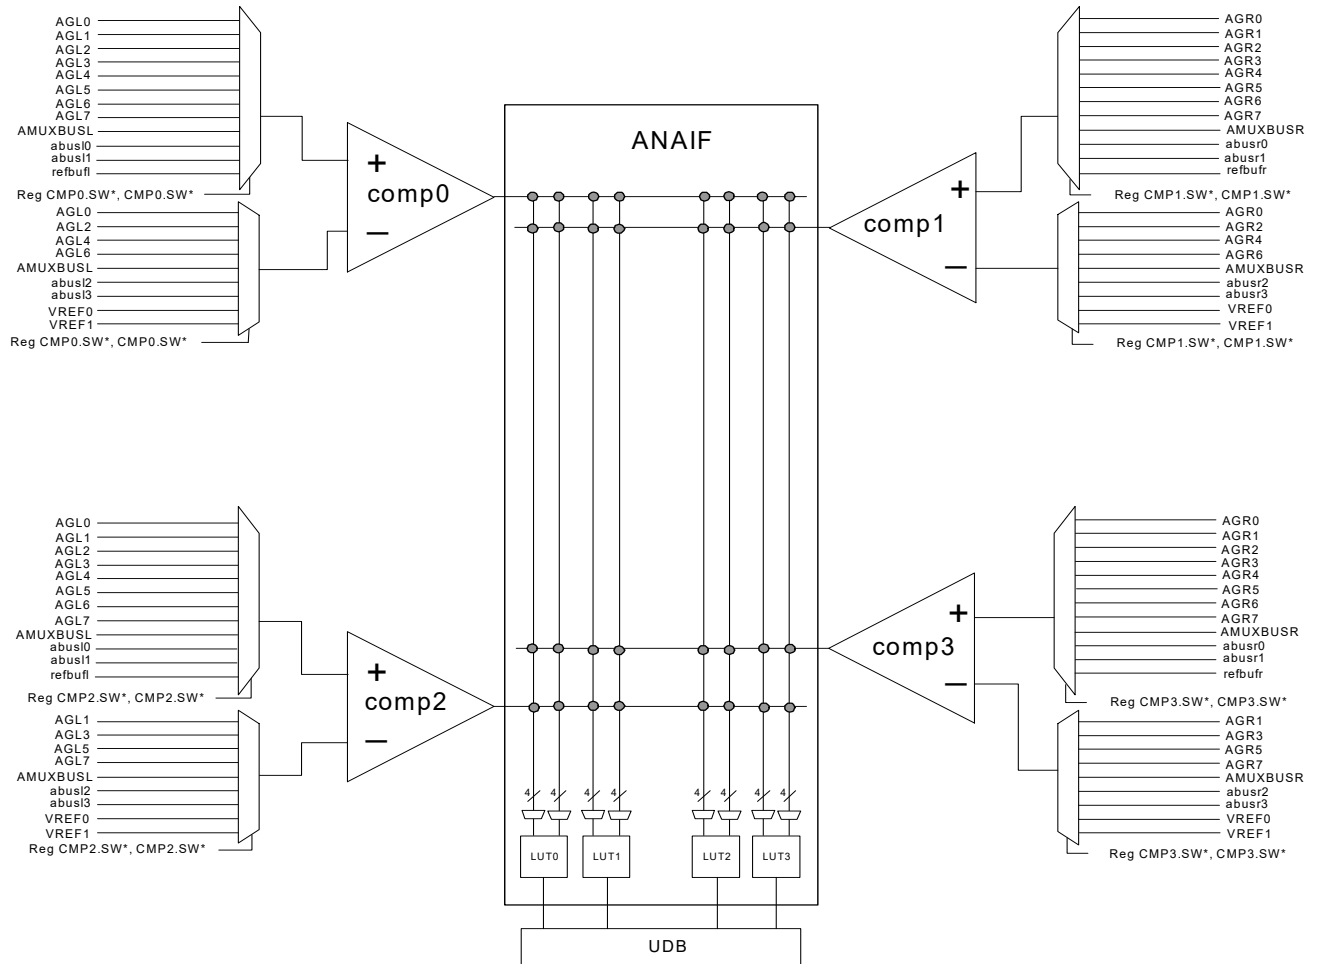 AGL0
AGL1
AGL2
AGL3
AGL4
AGL5
AGL6
AGL7
AMUXBUSL
abusl0
abusl1
refbufl
Reg CMP0.SW*, CMP0.SW*
AGL0
AGL2
AGL4
AGL6
AMUXBUSL
abusl2
abusl3
VREF0
VREF1
Reg CMP0.SW*, CMP0.SW*
+
comp0
−
ANAIF
AGR0
AGR1
AGR2
AGR3
AGR4
AGR5
AGR6
AGR7
AMUXBUSR
abusr0
abusr1
refbufr
Reg CMP1.SW*, CMP1.SW*
AGR0
AGR2
AGR4
AGR6
AMUXBUSR
abusr2
abusr3
VREF0
VREF1
Reg CMP1.SW*, CMP1.SW*
+
comp1
−
AGL0
AGL1
AGL2
AGL3
AGL4
AGL5
AGL6
AGL7
AMUXBUSL
abusl0
abusl1
refbufl
Reg CMP2.SW*, CMP2.SW*
AGL1
AGL3
AGL5
AGL7
AMUXBUSL
abusl2
abusl3
VREF0
VREF1
Reg CMP2.SW*, CMP2.SW*
+
comp2
−
AGR0
AGR1
AGR2
AGR3
AGR4
AGR5
AGR6
AGR7
AMUXBUSR
abusr0
abusr1
refbufr
Reg CMP3.SW*, CMP3.SW*
AGR1
AGR3
AGR5
AGR7
AMUXBUSR
abusr2
abusr3
VREF0
VREF1
Reg CMP3.SW*, CMP3.SW*
+
comp3
−
4 4 4 4 4 4 4 4
LUT0 LUT1 LUT2 LUT3
UDB